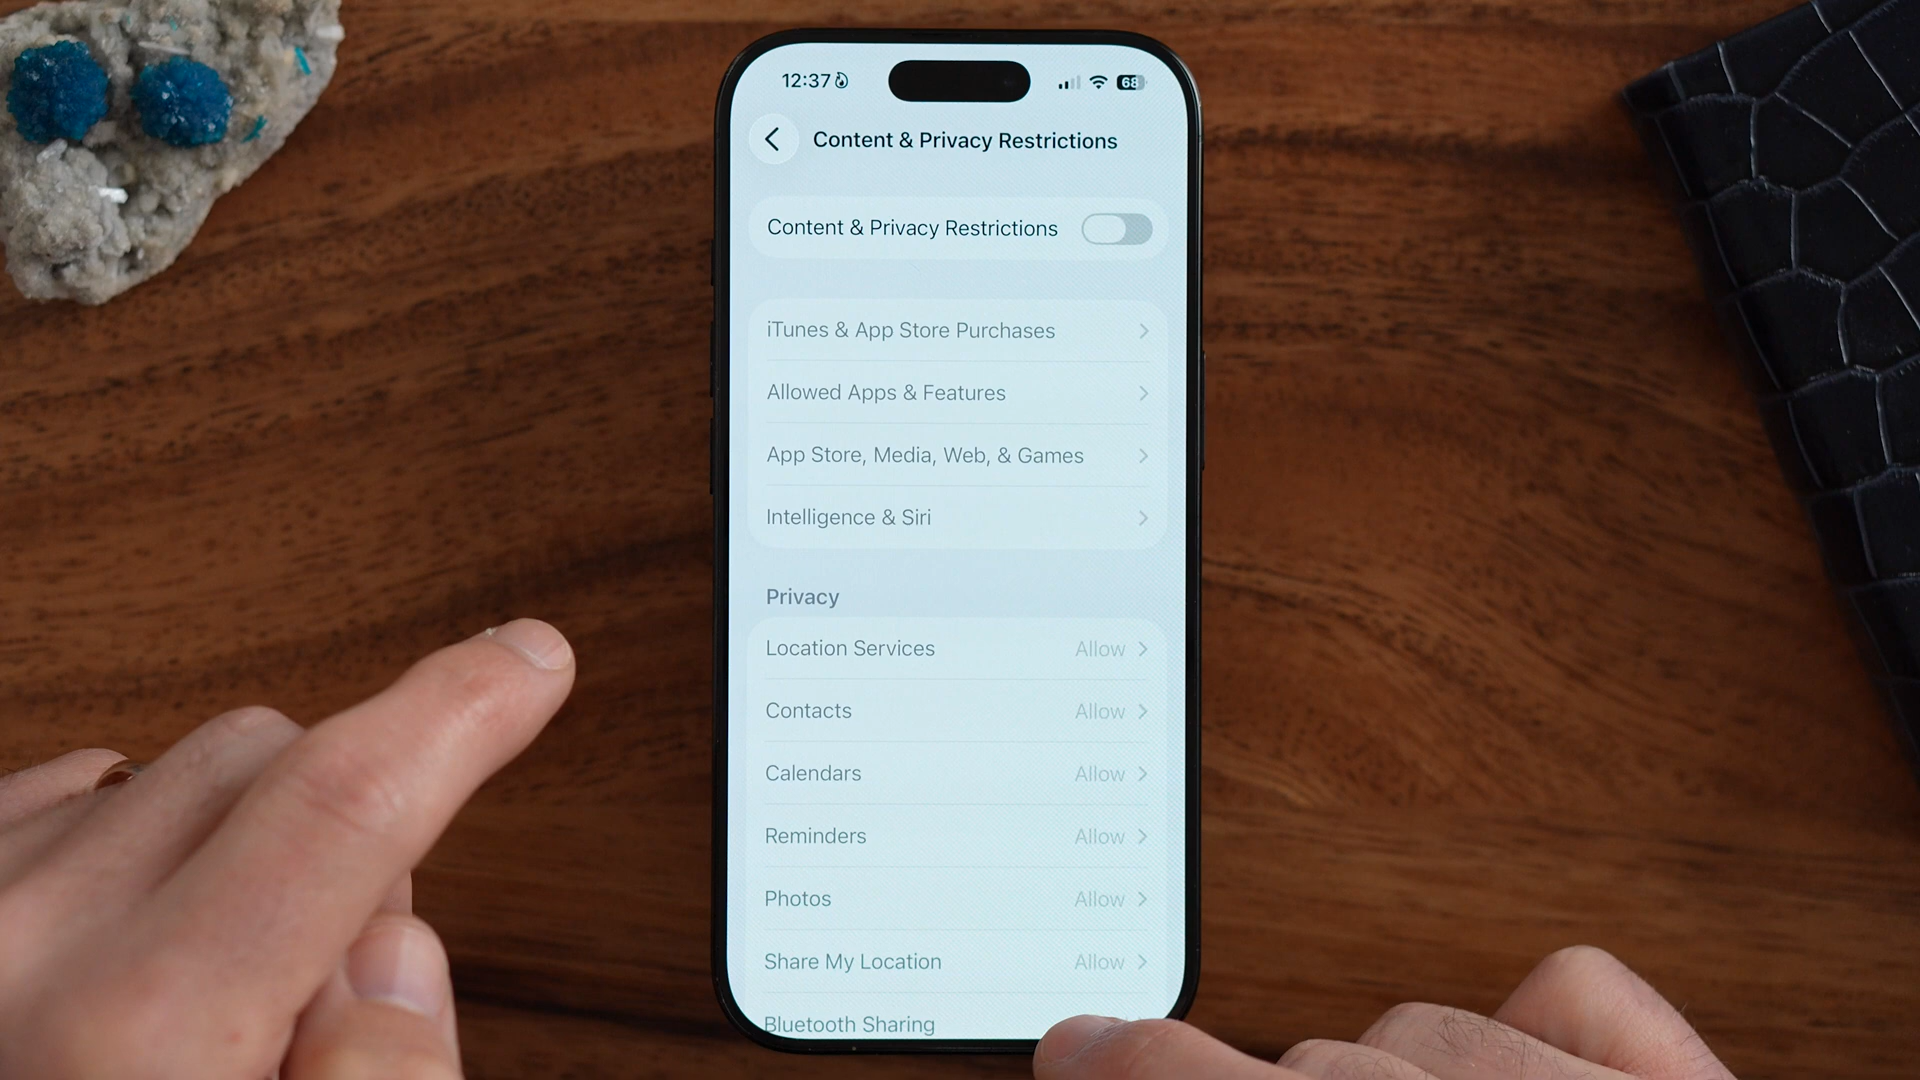 12:37
68
Content & Privacy Restrictions
Content & Privacy Restrictions
iTunes & App Store Purchases
Allowed Apps & Features
App Store, Media, Web, & Games
Intelligence & Siri
Privacy
Location Services Allow
Contacts Allow
Calendars Allow
Reminders Allow
Photos Allow
Share My Location Allow
Bluetooth Sharing